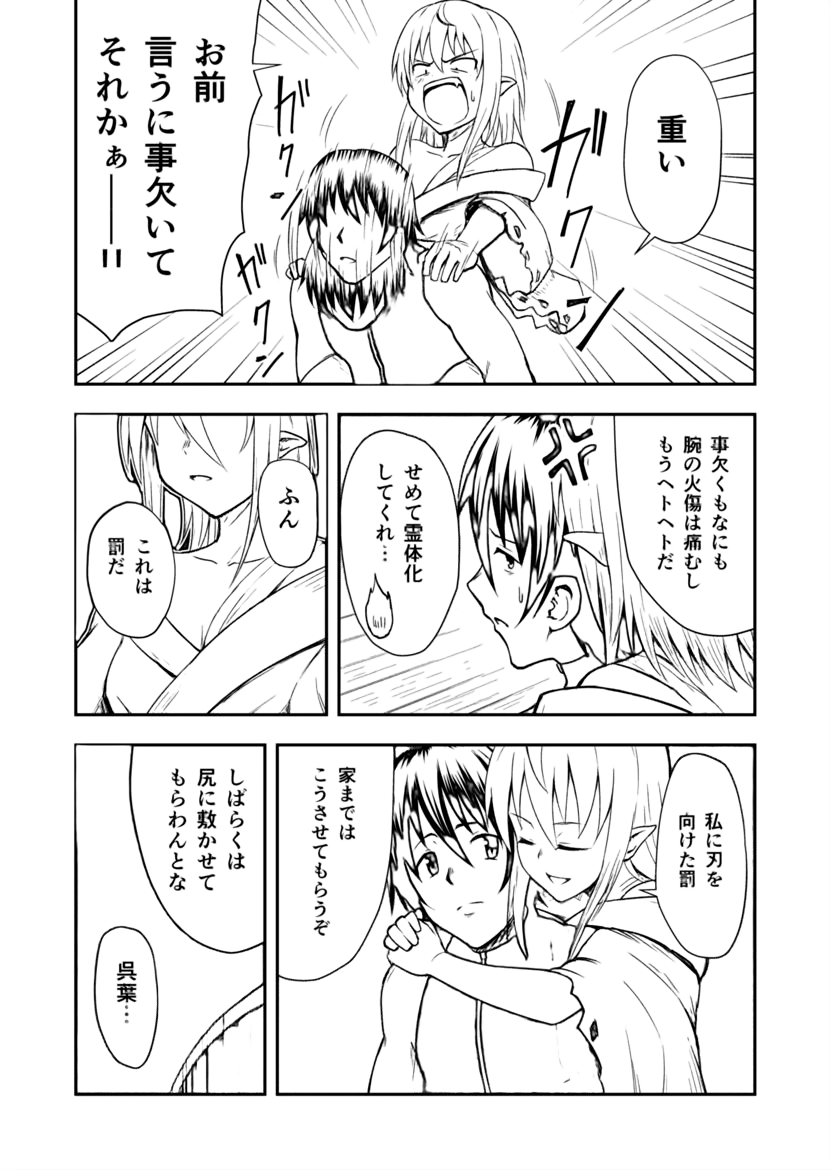 重い
お前
言うに事欠いて
それかぁ――!!
ガクン
ガクン
事欠くもなにも
腕の火傷は痛むし
もうヘトヘトだ
せめて霊体化
してくれ…
ふん
これは
罰だ
私に刃を
向けた罰
家までは
こうさせてもらうぞ
しばらくは
尻に敷かせて
もらわんとな
呉葉…